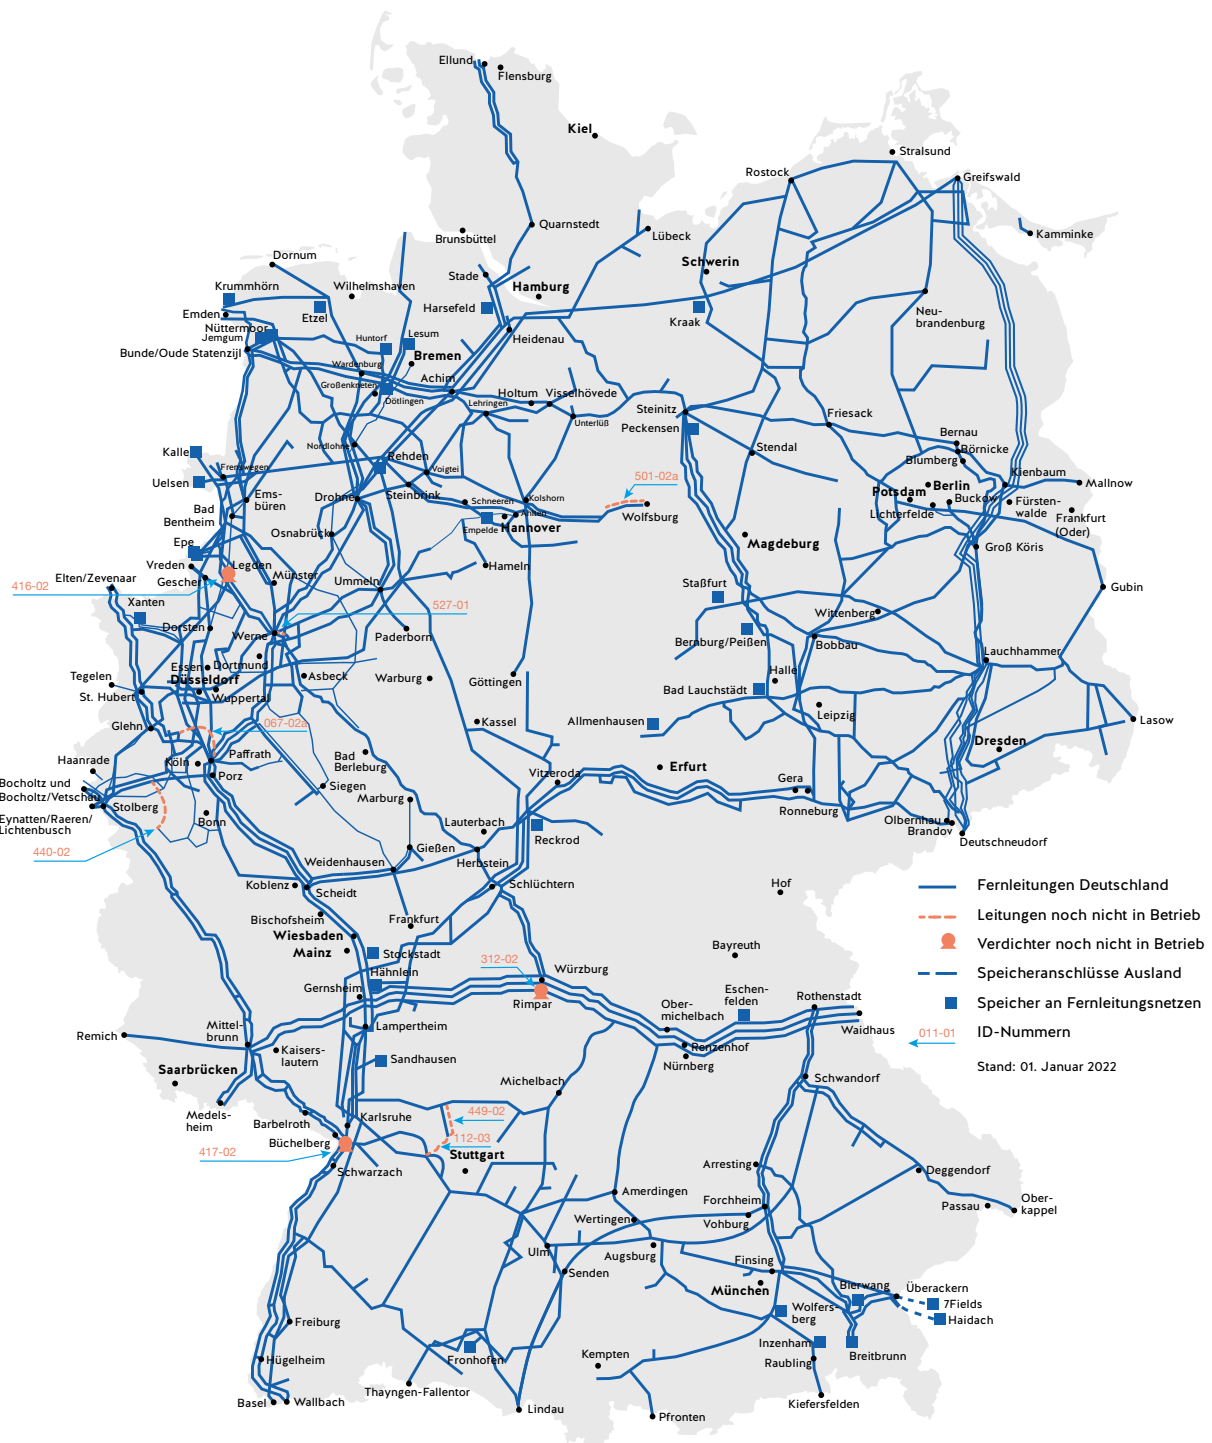 Ellund
Flensburg
Kiel
Stralsund
Rostock
Greifswald
Quarnstedt
Brunsbüttel
Lübeck
Kamminke
Dornum
Schwerin
Stade
Krummhörn
Wilhelmshaven
Hamburg
Emden
Etzel
Harsefeld
Kraak
Neu-
brandenburg
Nüttermoor
Jemgum
Huntorf
Lesum
Heidenau
Bunde/Oude Statenzijl
Bremen
Wardenburg
Großenkneten
Achim
Dötlingen
Holtum
Visselhövede
Lehringen
Unterlüß
Steinitz
Peckensen
Friesack
Bernau
Börnicke
Blumberg
Stendal
Nordlohne
Kalle
Rehden
Frenswegen
Voigtei
Uelsen
Kienbaum
Mallnow
501-02a
Potsdam
Berlin
Buckow
Lichterfelde
Fürsten-
walde
Frankfurt
(Oder)
Ems-
büren
Drohne
Steinbrink
Schneeren
Kolshorn
Ahlten
Empelde
Hannover
Wolfsburg
Bad
Bentheim
Osnabrück
Magdeburg
Groß Köris
Epe
Vreden
Legden
Gescher
Münster
Hameln
Elten/Zevenaar
416-02
Ummeln
Staßfurt
Gubin
Xanten
527-01
Dorsten
Werne
Paderborn
Wittenberg
Bernburg/Peißen
Bobbau
Essen
Dortmund
Düsseldorf
Wuppertal
Asbeck
Warburg
Göttingen
Halle
Lauchhammer
Tegelen
St. Hubert
Bad Lauchstädt
Glehn
067-02a
Kassel
Allmenhausen
Leipzig
Lasow
Haanrade
Köln
Paffrath
Porz
Bad
Berleburg
Vitzeroda
Erfurt
Dresden
Bocholtz und
Bocholtz/Vetschau
Stolberg
Siegen
Marburg
Gera
Ronneburg
Eynatten/Raeren/
Lichtenbusch
Bonn
Lauterbach
Reckrod
Olbernhau
Brandov
Deutschneudorf
440-02
Weidenhausen
Gießen
Herbstein
Koblenz
Scheidt
Schlüchtern
Hof
Bischofsheim
Frankfurt
Wiesbaden
Mainz
Stockstadt
Bayreuth
Hähnlein
312-02
Würzburg
Gernsheim
Rimpar
Eschen-
felden
Rothenstadt
Ober-
michelbach
Waidhaus
Remich
Mittel-
brunn
Lampertheim
Kaisers-
lautern
Renzenhof
Nürnberg
Saarbrücken
Sandhausen
Michelbach
Schwandorf
Medels-
heim
Barbelroth
Karlsruhe
449-02
Büchelberg
112-03
417-02
Stuttgart
Schwarzach
Arresting
Deggendorf
Amerdingen
Forchheim
Passau
Ober-
kappel
Wertingen
Vohburg
Ulm
Augsburg
Finsing
Senden
München
Bierwang
Überackern
7Fields
Haidach
Wolfers-
berg
Freiburg
Inzenham
Breitbrunn
Hügelheim
Fronhofen
Kempten
Raubling
Thayngen-Fallentor
Kiefersfelden
Basel
Wallbach
Lindau
Pfronten
Fernleitungen Deutschland
Leitungen noch nicht in Betrieb
Verdichter noch nicht in Betrieb
Speicheranschlüsse Ausland
Speicher an Fernleitungsnetzen
011-01
ID-Nummern
Stand: 01. Januar 2022